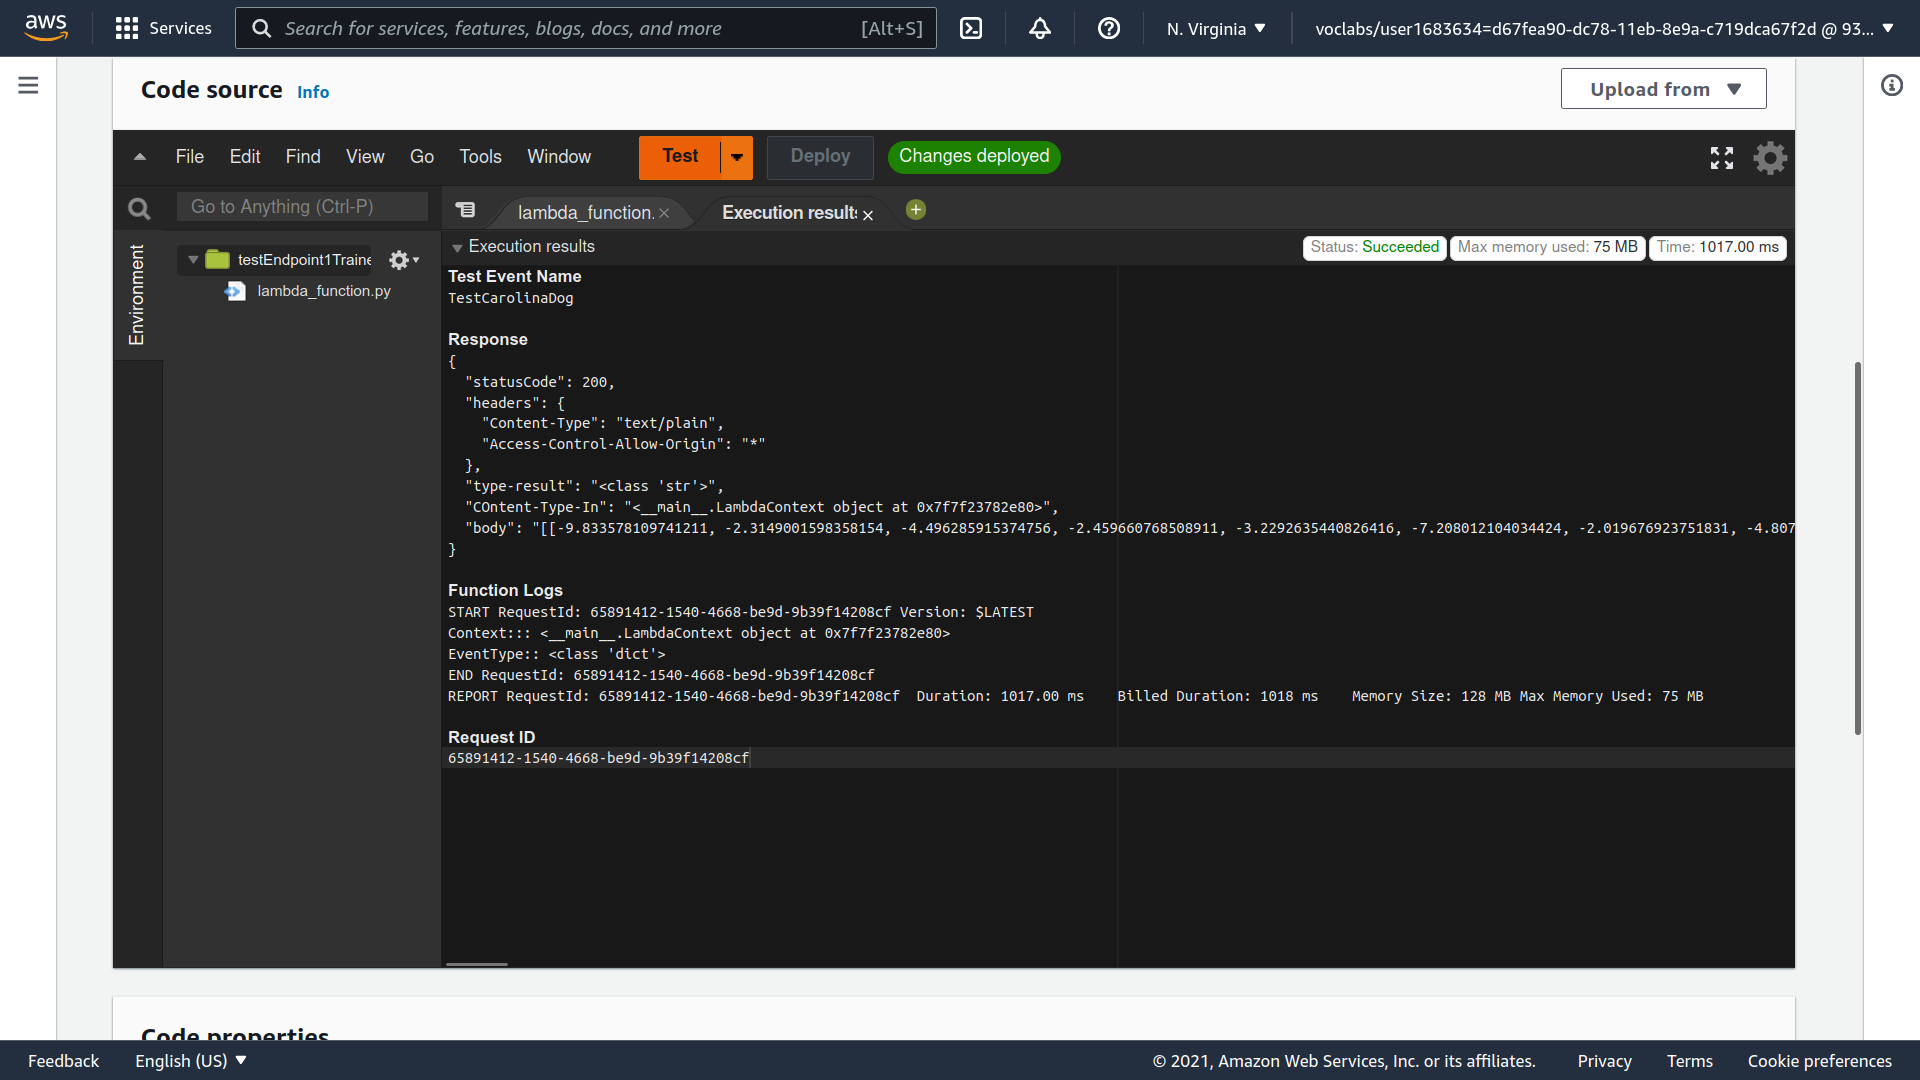 aws
Services
Search for services, features, blogs, docs, and more
[Alt+S]
N. Virginia
voclabs/user1683634=d67fea90-dc78-11eb-8e9a-c719dca67f2d @ 93...
Code source
Info
Upload from
File
Edit
Find
View
Go
Tools
Window
Test
Deploy
Changes deployed
Go to Anything (Ctrl-P)
lambda_function.
Execution results
Environment
testEndpoint1Traine
lambda_function.py
Execution results
Status: Succeeded
Max memory used: 75 MB
Time: 1017.00 ms
Test Event Name
TestCarolinaDog
Response
{
"statusCode": 200,
"headers": {
"Content-Type": "text/plain",
"Access-Control-Allow-Origin": "*"
},
"type-result": "<class 'str'>",
"COntent-Type-In": "<__main__.LambdaContext object at 0x7f7f23782e80>",
"body": "[[-9.833578109741211, -2.3149001598358154, -4.496285915374756, -2.459660768508911, -3.2292635440826416, -7.208012104034424, -2.019676923751831, -4.807
}
Function Logs
START RequestId: 65891412-1540-4668-be9d-9b39f14208cf Version: $LATEST
Context::: <__main__.LambdaContext object at 0x7f7f23782e80>
EventType:: <class 'dict'>
END RequestId: 65891412-1540-4668-be9d-9b39f14208cf
REPORT RequestId: 65891412-1540-4668-be9d-9b39f14208cf Duration: 1017.00 ms Billed Duration: 1018 ms Memory Size: 128 MB Max Memory Used: 75 MB
Request ID
65891412-1540-4668-be9d-9b39f14208cf
Code properties
Feedback
English (US)
© 2021, Amazon Web Services, Inc. or its affiliates.
Privacy
Terms
Cookie preferences